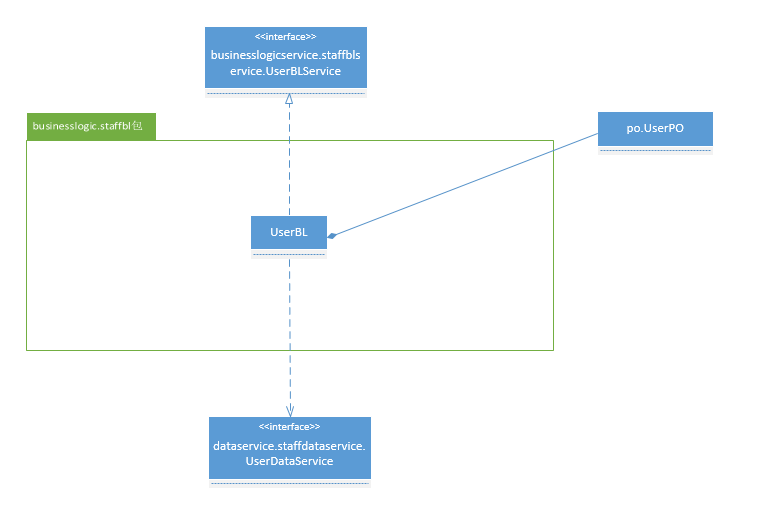 <<interface>>
businesslogicservice.staffbls
ervice.UserBLService
businesslogic.staffbl包
po.UserPO
UserBL
<<interface>>
dataservice.staffdataservice.
UserDataService